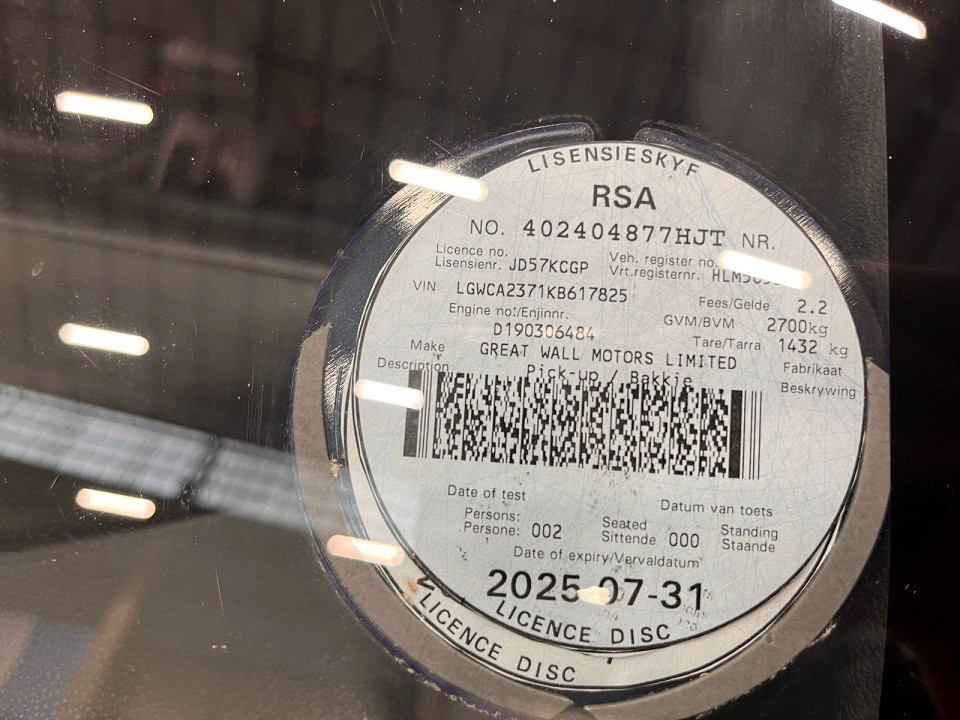 LISENSIESKYF
RSA
NO. 402404877HJT NR.
Licence no.
Lisensienr. JD57KCGP
Veh. register no.
Vrt.registernr.
VIN LGWCA2371KB617825
Fees/Gelde 2.2
Engine no:/Enjinnr.
D190306484
GVM/BVM 2700kg
Tare/Tarra 1432 kg
Make GREAT WALL MOTORS LIMITED Fabrikaat
Description Pick-up / Bakkie Beskrywing
Date of test Datum van toets
Persons:
Persone: 002
Seated
Sittende 000
Standing
Staande
Date of expiry/Vervaldatum
2025-07-31
LICENCE DISC
LICENCE DISC